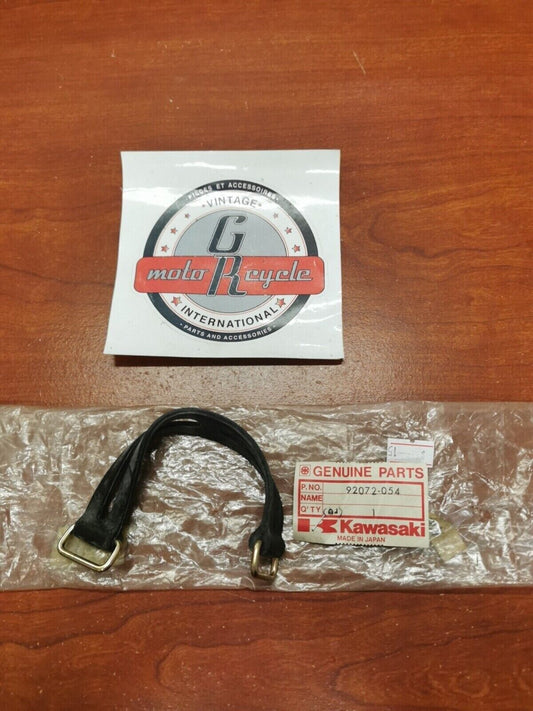 PIÈCES ET ACCESSOIRES
• VINTAGE •
G
moto R cycle
INTERNATIONAL
• PARTS AND ACCESSORIES •
GENUINE PARTS
P.NO. 92072-054
NAME
Q'TY 1
Kawasaki
MADE IN JAPAN